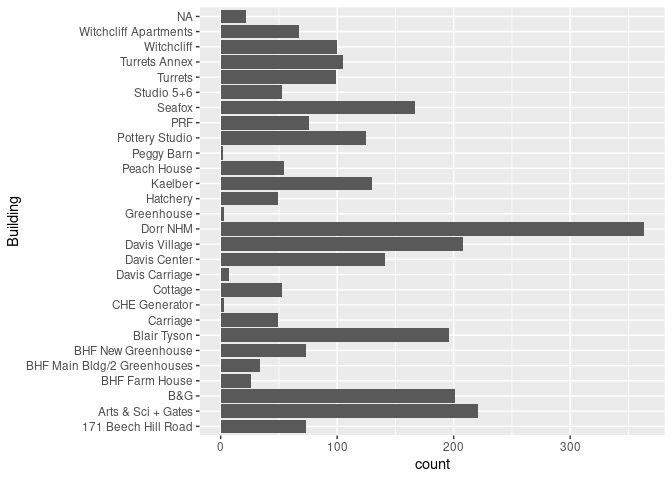 NA
Witchcliff Apartments
Witchcliff
Turrets Annex
Turrets
Studio 5+6
Seafox
PRF
Pottery Studio
Peggy Barn
Peach House
Kaelber
Hatchery
Greenhouse
Dorr NHM
Davis Village
Davis Center
Davis Carriage
Cottage
CHE Generator
Carriage
Blair Tyson
BHF New Greenhouse
BHF Main Bldg/2 Greenhouses
BHF Farm House
B&G
Arts & Sci + Gates
171 Beech Hill Road
Building
0 100 200 300
count